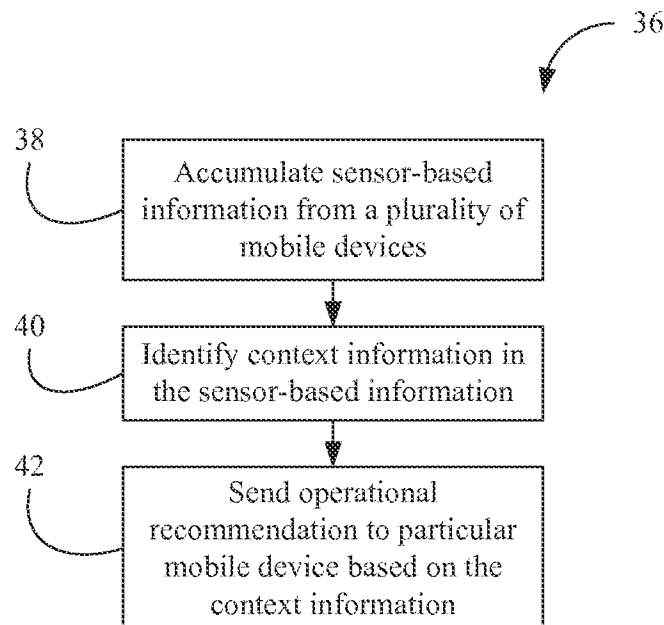 36
38
Accumulate sensor-based
information from a plurality of
mobile devices
40
Identify context information in
the sensor-based information
42
Send operational
recommendation to particular
mobile device based on the
context information